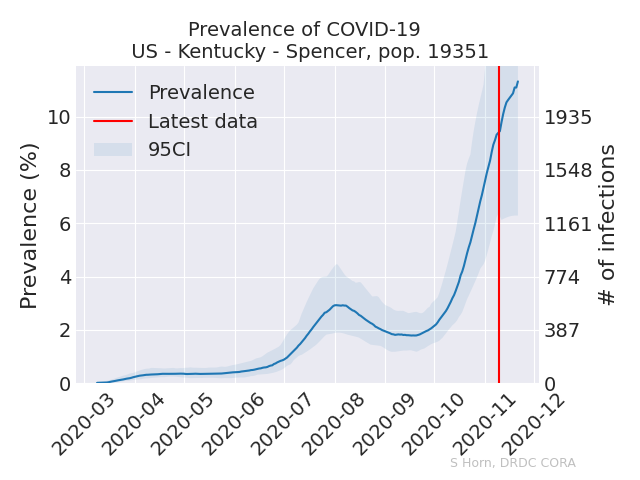 Prevalence of COVID-19
US - Kentucky - Spencer, pop. 19351
Prevalence
Latest data
95CI
Prevalence (%)
10
8
6
4
2
0
1935
1548
1161
774
387
0
# of infections
2020-03
2020-04
2020-05
2020-06
2020-07
2020-08
2020-09
2020-10
2020-11
2020-12
S Horn, DRDC CORA